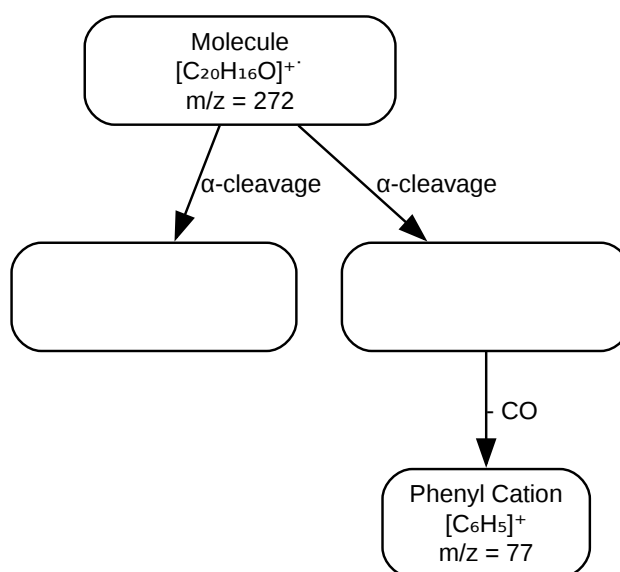 Molecule
[C₂₀H₁₆O]⁺˙
m/z = 272
α-cleavage
α-cleavage
- CO
Phenyl Cation
[C₆H₅]⁺
m/z = 77